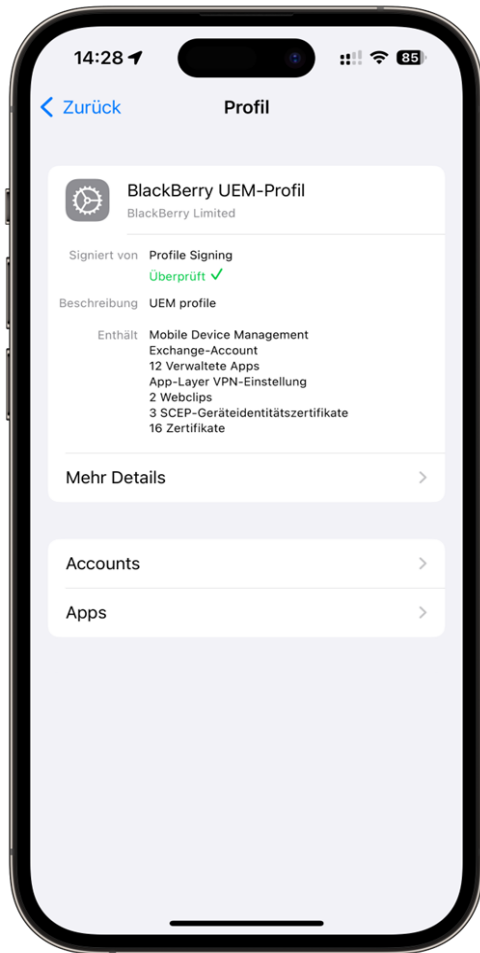 14:28
85
Zurück
Profil
BlackBerry UEM-Profil
BlackBerry Limited
Signiert von Profile Signing
Überprüft
Beschreibung UEM profile
Enthält Mobile Device Management
Exchange-Account
12 Verwaltete Apps
App-Layer VPN-Einstellung
2 Webclips
3 SCEP-Geräteidentitätszertifikate
16 Zertifikate
Mehr Details
Accounts
Apps